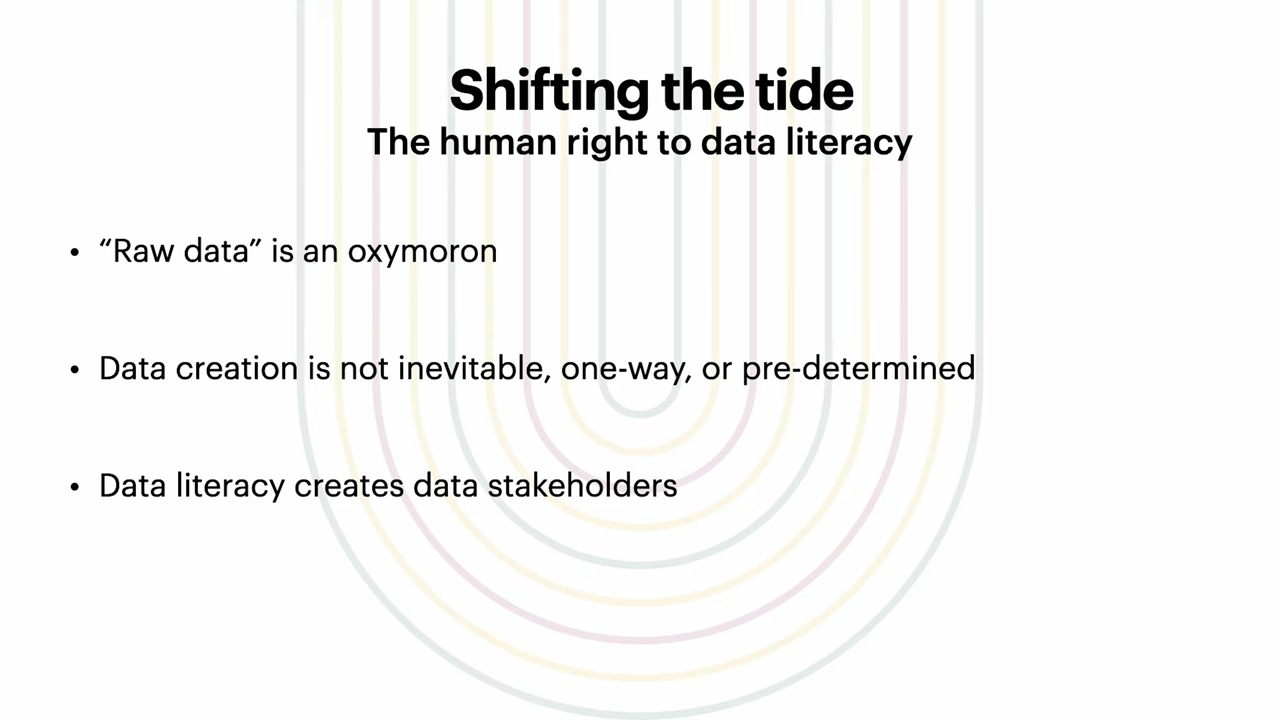 Shifting the tide
The human right to data literacy
• “Raw data” is an oxymoron
• Data creation is not inevitable, one-way, or pre-determined
• Data literacy creates data stakeholders